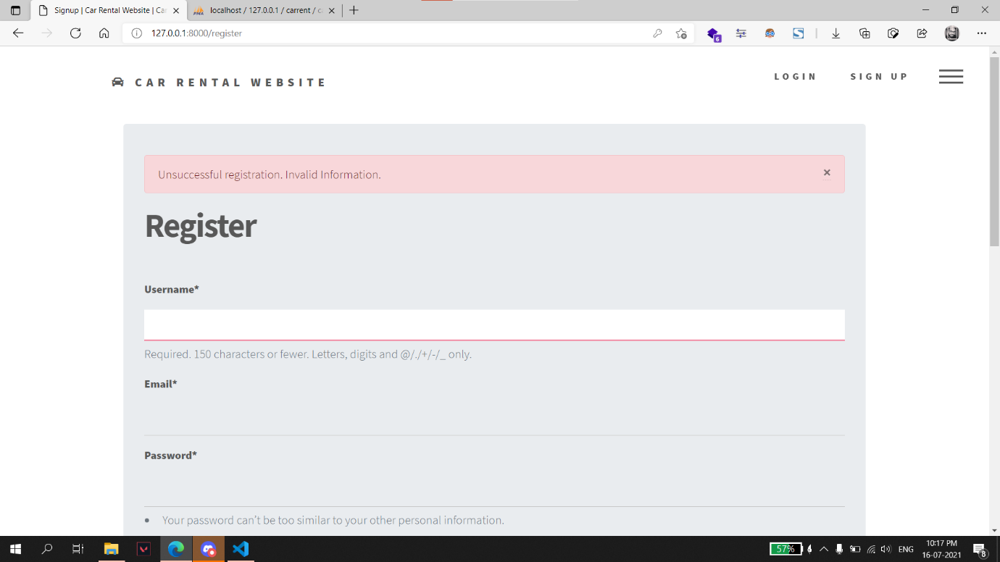 Signup | Car Rental Website | Car
localhost / 127.0.0.1 / carrent / c
127.0.0.1:8000/register
6
CAR RENTAL WEBSITE
LOGIN
SIGN UP
Unsuccessful registration. Invalid Information.
×
Register
Username*
Required. 150 characters or fewer. Letters, digits and @/./+/-/_ only.
Email*
Password*
• Your password can't be too similar to your other personal information.
57%
ENG
10:17 PM
16-07-2021
8